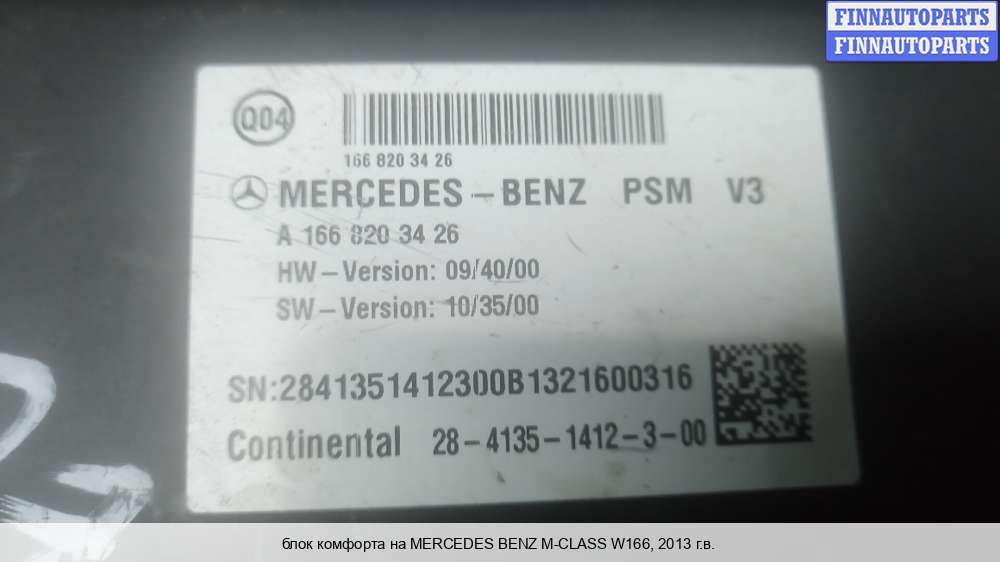 FINNAUTOPARTS
FINNAUTOPARTS
Q04
166 820 34 26
MERCEDES – BENZ PSM V3
A 166 820 34 26
HW – Version: 09/40/00
SW – Version: 10/35/00
SN:2841351412300B1321600316
Continental 28 – 4135 – 1412 – 3 – 00
блок комфорта на MERCEDES BENZ M-CLASS W166, 2013 г.в.